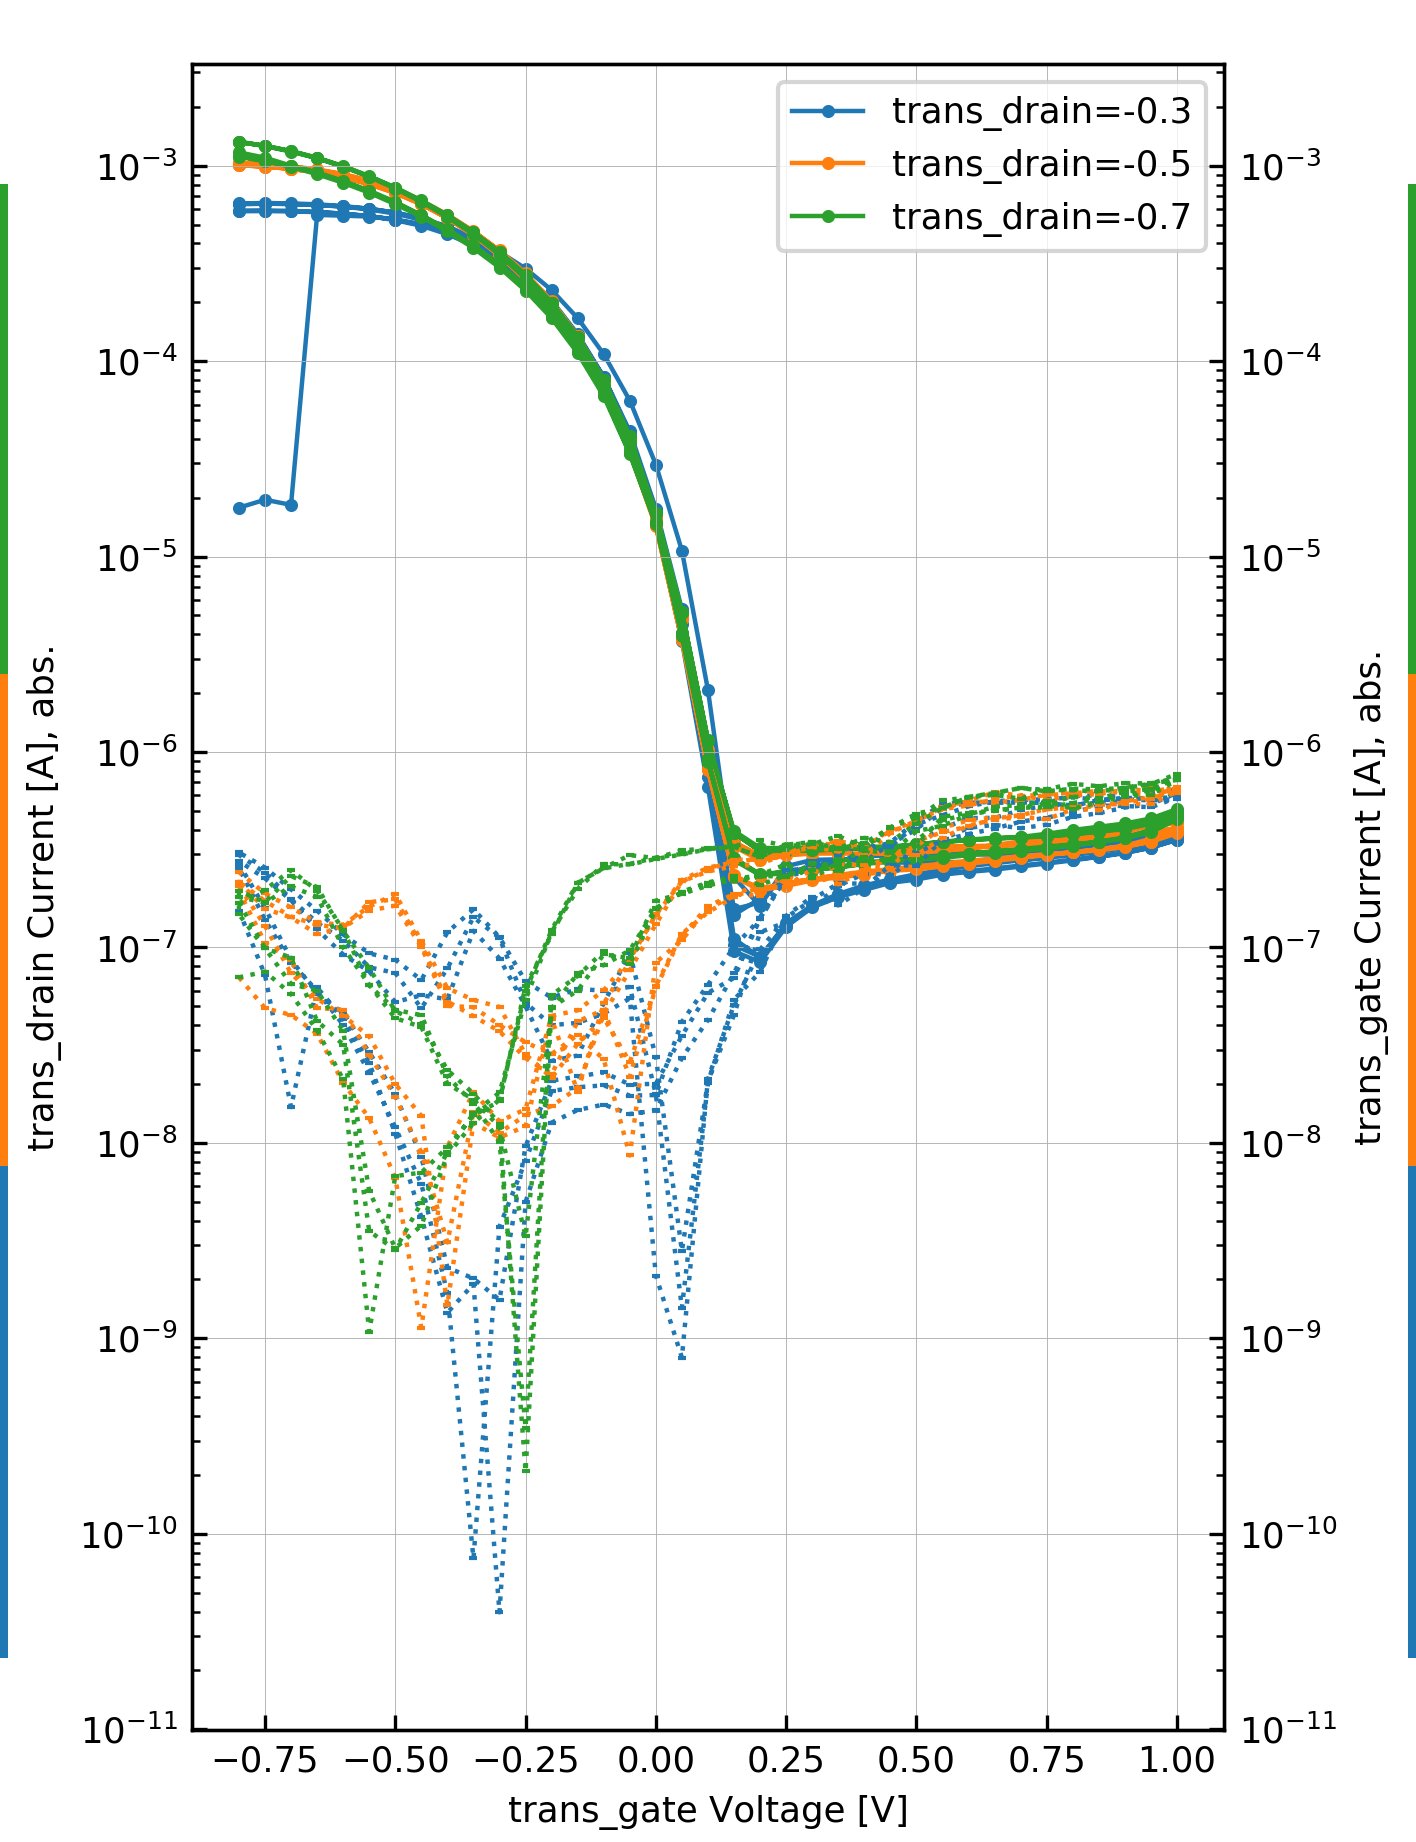 trans_drain=-0.3
trans_drain=-0.5
trans_drain=-0.7
10⁻³
10⁻⁴
10⁻⁵
10⁻⁶
10⁻⁷
10⁻⁸
10⁻⁹
10⁻¹⁰
10⁻¹¹
trans_drain Current [A], abs.
10⁻³
10⁻⁴
10⁻⁵
10⁻⁶
10⁻⁷
10⁻⁸
10⁻⁹
10⁻¹⁰
10⁻¹¹
trans_gate Current [A], abs.
−0.75 −0.50 −0.25 0.00 0.25 0.50 0.75 1.00
trans_gate Voltage [V]